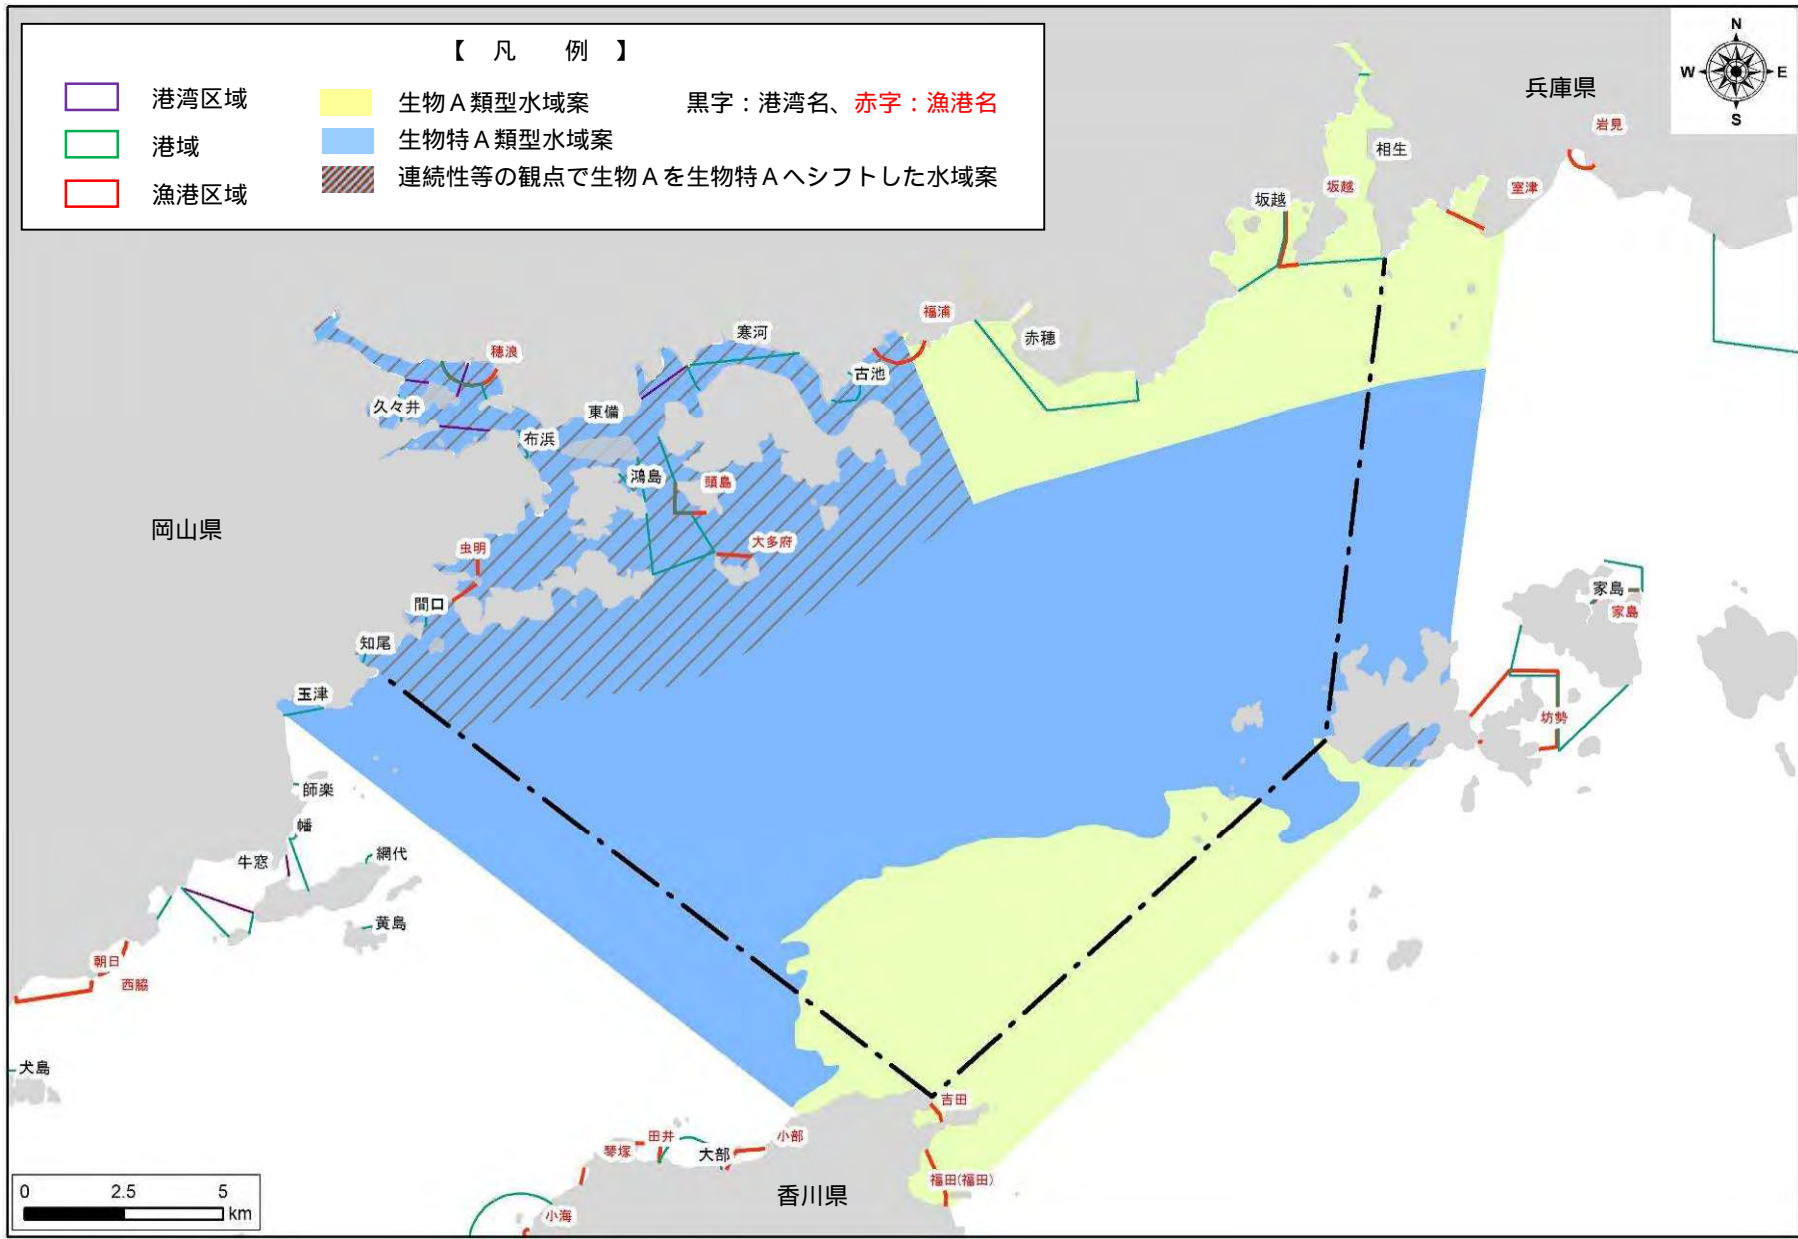 【 凡 例 】
港湾区域
港域
漁港区域
生物A類型水域案
黒字：港湾名、赤字：漁港名
生物特A類型水域案
連続性等の観点で生物Aを生物特Aへシフトした水域案
N
W
E
S
兵庫県
岩見
相生
坂越
室津
坂越
福浦
寒河
赤穂
穂浪
古池
久々井
東備
布浜
鴻島
頭島
岡山県
大多府
虫明
家島
家島
間口
知尾
玉津
坊勢
師楽
幡
牛窓
網代
黄島
朝日
西脇
犬島
吉田
田井
小部
琴塚
大部
福田(福田)
香川県
小海
0 2.5 5
km